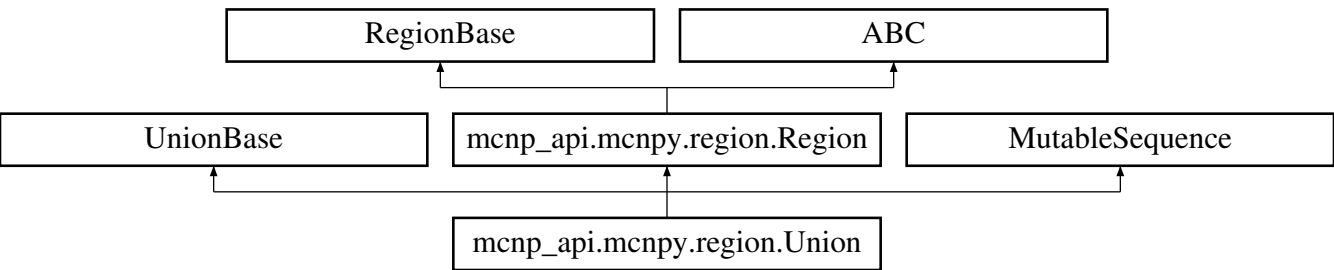 RegionBase
ABC
UnionBase
mcnp_api.mcnpy.region.Region
MutableSequence
mcnp_api.mcnpy.region.Union